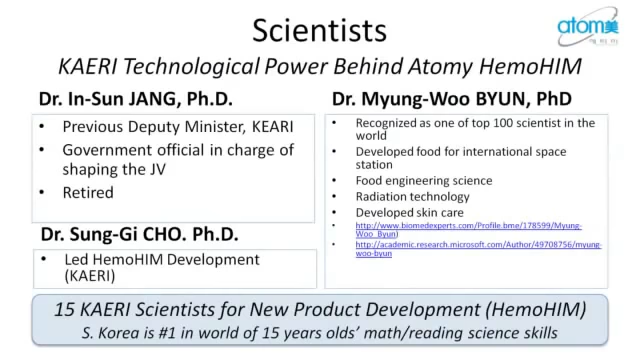 Scientists
atom美
KAERI Technological Power Behind Atomy HemoHIM
Dr. In-Sun JANG, Ph.D.
• Previous Deputy Minister, KEARI
• Government official in charge of
shaping the JV
• Retired
Dr. Sung-Gi CHO. Ph.D.
• Led HemoHIM Development
(KAERI)
Dr. Myung-Woo BYUN, PhD
• Recognized as one of top 100 scientist in the
world
• Developed food for international space
station
• Food engineering science
• Radiation technology
• Developed skin care
• http://www.biomedexperts.com/Profile.bme/178599/Myung-
Woo_Byun)
• http://academic.research.microsoft.com/Author/49708756/myung-
woo-byun
15 KAERI Scientists for New Product Development (HemoHIM)
S. Korea is #1 in world of 15 years olds' math/reading science skills